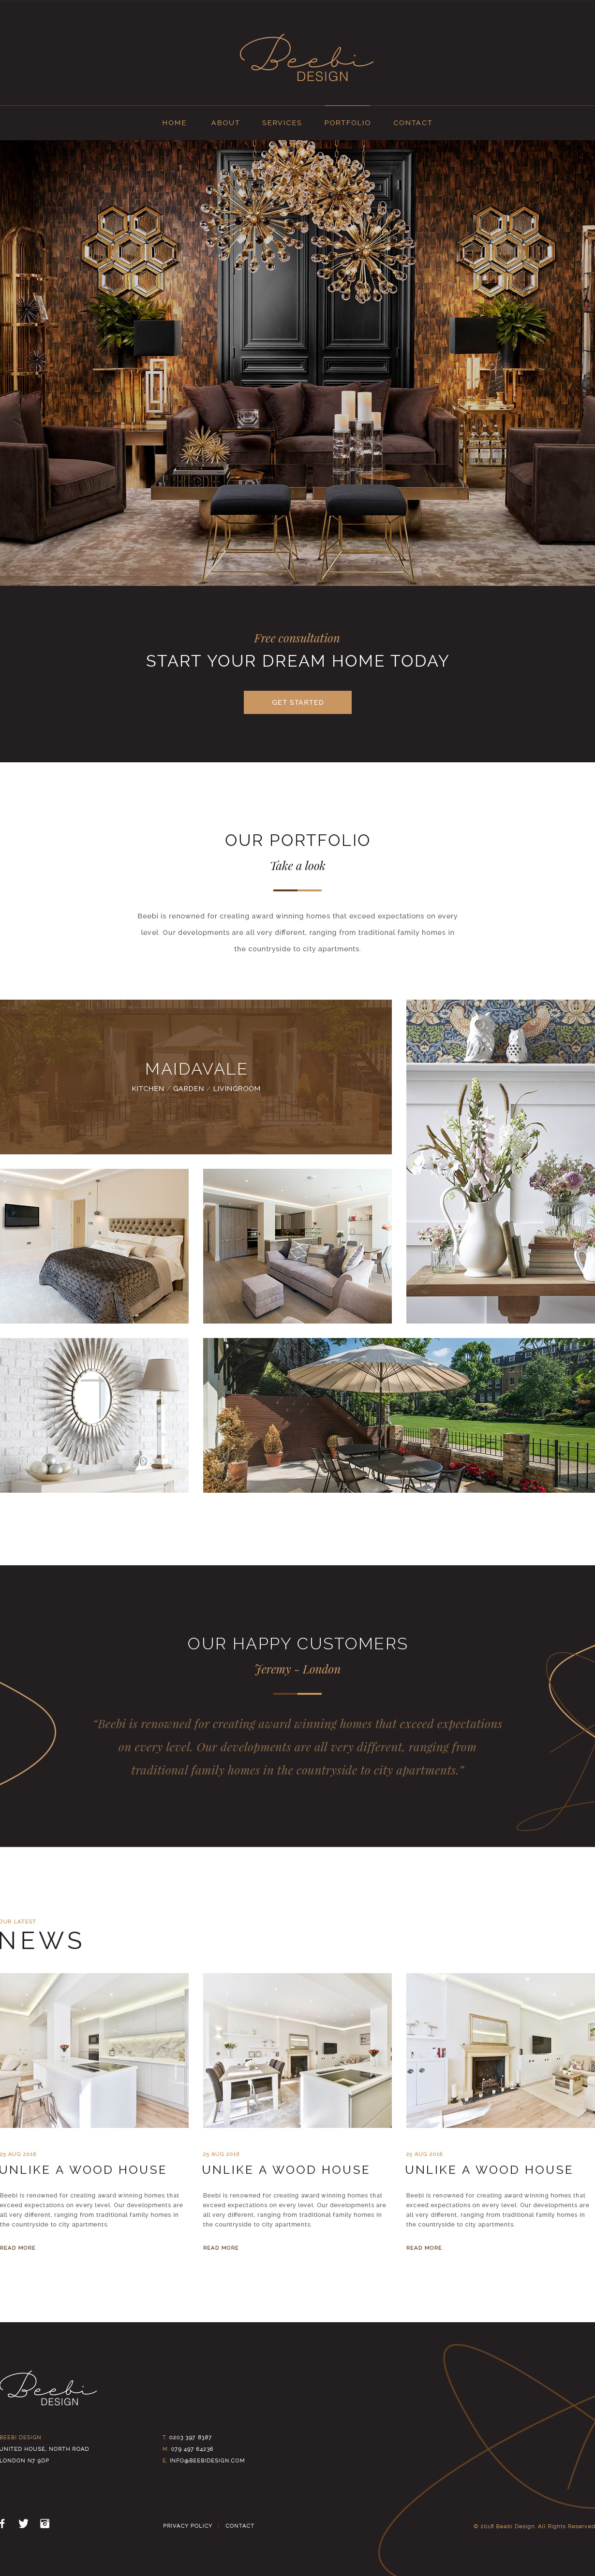 Beebi
DESIGN
HOME ABOUT SERVICES PORTFOLIO CONTACT
Free consultation
START YOUR DREAM HOME TODAY
GET STARTED
OUR PORTFOLIO
Take a look
Beebi is renowned for creating award winning homes that exceed expectations on every
level. Our developments are all very different, ranging from traditional family homes in
the countryside to city apartments.
MAIDAVALE
KITCHEN / GARDEN / LIVINGROOM
OUR HAPPY CUSTOMERS
Jeremy - London
“Beebi is renowned for creating award winning homes that exceed expectations
on every level. Our developments are all very different, ranging from
traditional family homes in the countryside to city apartments.”
OUR LATEST
NEWS
25 AUG 2018
UNLIKE A WOOD HOUSE
Beebi is renowned for creating award winning homes that
exceed expectations on every level. Our developments are
all very different, ranging from traditional family homes in
the countryside to city apartments.
READ MORE
25 AUG 2018
UNLIKE A WOOD HOUSE
Beebi is renowned for creating award winning homes that
exceed expectations on every level. Our developments are
all very different, ranging from traditional family homes in
the countryside to city apartments.
READ MORE
25 AUG 2018
UNLIKE A WOOD HOUSE
Beebi is renowned for creating award winning homes that
exceed expectations on every level. Our developments are
all very different, ranging from traditional family homes in
the countryside to city apartments.
READ MORE
Beebi
DESIGN
BEEBI DESIGN
UNITED HOUSE, NORTH ROAD
LONDON N7 9DP
T: 0203 397 8387
M: 079 497 64236
E: INFO@BEEBIDESIGN.COM
PRIVACY POLICY | CONTACT
© 2018 Beebi Design. All Rights Reserved